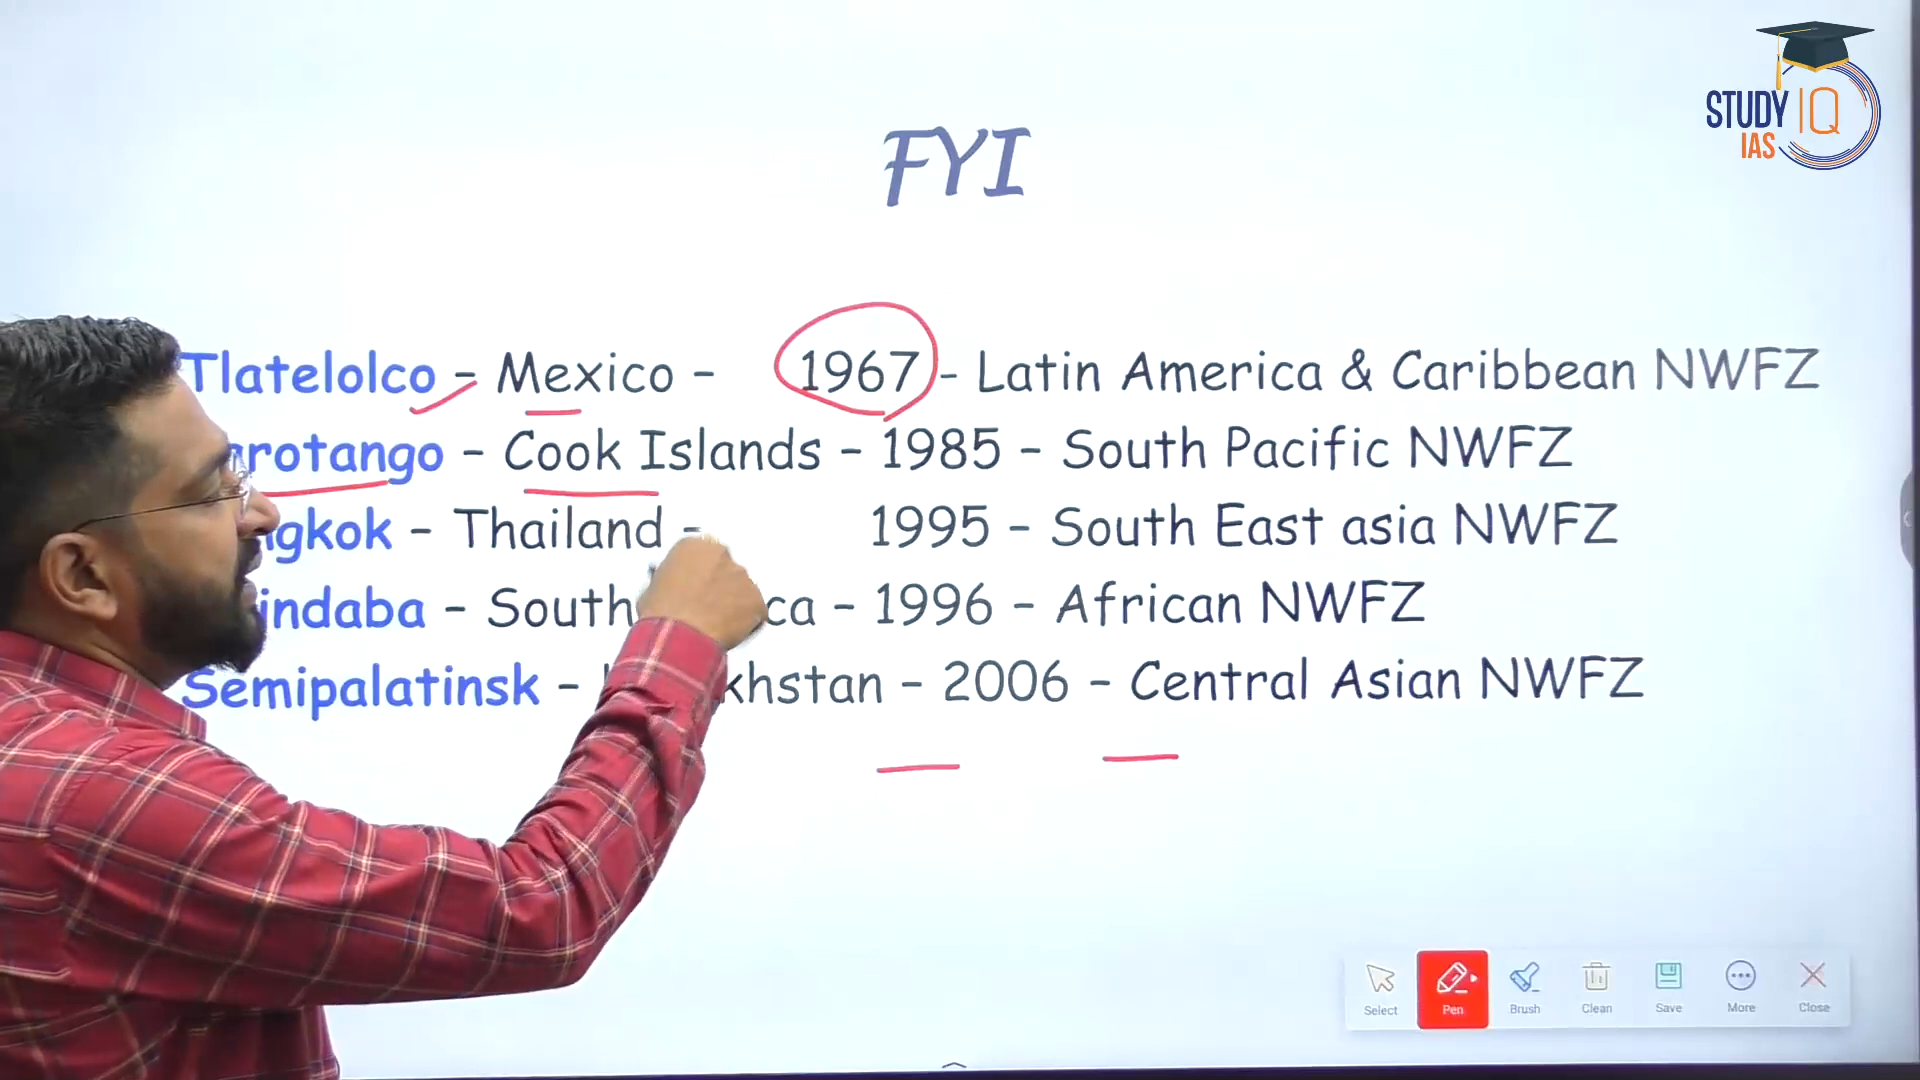 STUDY IQ
IAS
FYI
Tlatelolco - Mexico - 1967 - Latin America & Caribbean NWFZ
rotango - Cook Islands - 1985 - South Pacific NWFZ
gkok - Thailand - 1995 - South East asia NWFZ
indaba - South ca - 1996 - African NWFZ
Semipalatinsk - khstan - 2006 - Central Asian NWFZ
Select Pen Brush Clean Save More Close